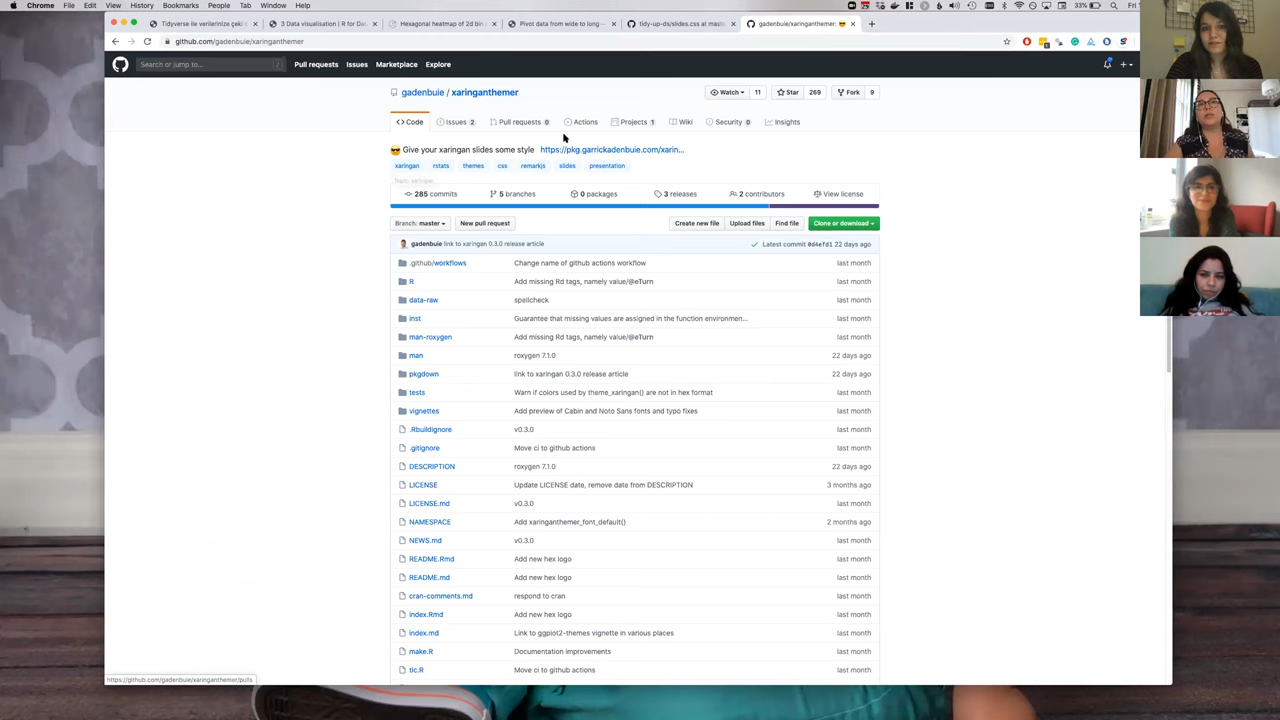 Chrome File Edit View History Bookmarks People Tab Window Help
33% Fri
Tidyverse ile verilerinize çeki
3 Data visualisation | R for Da
Hexagonal heatmap of 2d bin
Pivot data from wide to long —
tidy-up-ds/slides.css at maste
gadenbuie/xaringanthemer: 😎
github.com/gadenbuie/xaringanthemer
Search or jump to... /
Pull requests Issues Marketplace Explore
gadenbuie / xaringanthemer
Watch 11 Star 269 Fork 9
Code Issues 2 Pull requests 0 Actions Projects 1 Wiki Security 0 Insights
😎 Give your xaringan slides some style https://pkg.garrickadenbuie.com/xarin...
xaringan rstats themes css remarkjs slides presentation
285 commits 5 branches 0 packages 3 releases 2 contributors View license
Branch: master New pull request Create new file Upload files Find file Clone or download
gadenbuie link to xaringan 0.3.0 release article Latest commit 0d4efd1 22 days ago
.github/workflows Change name of github actions workflow last month
R Add missing Rd tags, namely value/@eTurn last month
data-raw spellcheck last month
inst Guarantee that missing values are assigned in the function environmen... last month
man-roxygen Add missing Rd tags, namely value/@eTurn last month
man roxygen 7.1.0 22 days ago
pkgdown link to xaringan 0.3.0 release article 22 days ago
tests Warn if colors used by theme_xaringan() are not in hex format last month
vignettes Add preview of Cabin and Noto Sans fonts and typo fixes last month
.Rbuildignore v0.3.0 last month
.gitignore Move ci to github actions last month
DESCRIPTION roxygen 7.1.0 22 days ago
LICENSE Update LICENSE date, remove date from DESCRIPTION 3 months ago
LICENSE.md v0.3.0 last month
NAMESPACE Add xaringanthemer_font_default() 2 months ago
NEWS.md v0.3.0 last month
README.Rmd Add new hex logo last month
README.md Add new hex logo last month
cran-comments.md respond to cran last month
index.Rmd Add new hex logo last month
index.md Link to ggplot2-themes vignette in various places last month
make.R Documentation improvements last month
tic.R Move ci to github actions last month
https://github.com/gadenbuie/xaringanthemer/pulls